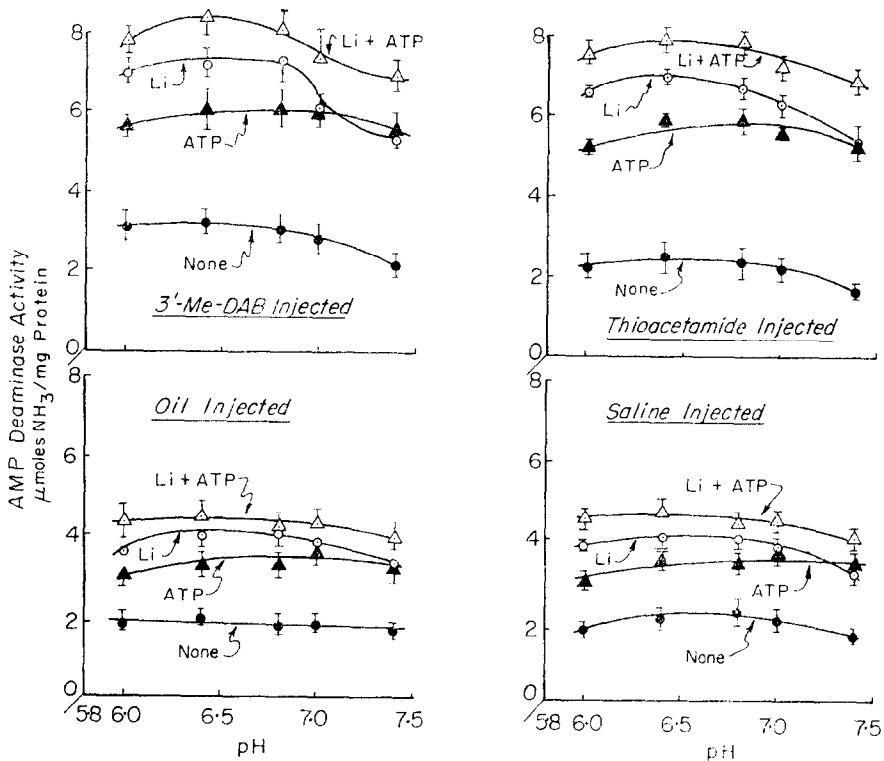 8
6
4
2
0
Li + ATP
Li
ATP
None
3'-Me-DAB Injected
8
6
4
2
0
Li+ATP
Li
ATP
None
Thioacetamide Injected
AMP Deaminase Activity
μmoles NH3/mg Protein
8
6
4
2
0
Oil Injected
Li + ATP
Li
ATP
None
5.8 6.0 6.5 7.0 7.5
pH
8
6
4
2
0
Saline Injected
Li + ATP
Li
ATP
None
5.8 6.0 6.5 7.0 7.5
pH